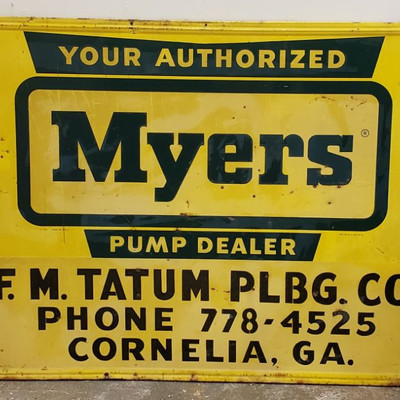 YOUR AUTHORIZED
Myers®
PUMP DEALER
F. M. TATUM PLBG. CO
PHONE 778-4525
CORNELIA, GA.